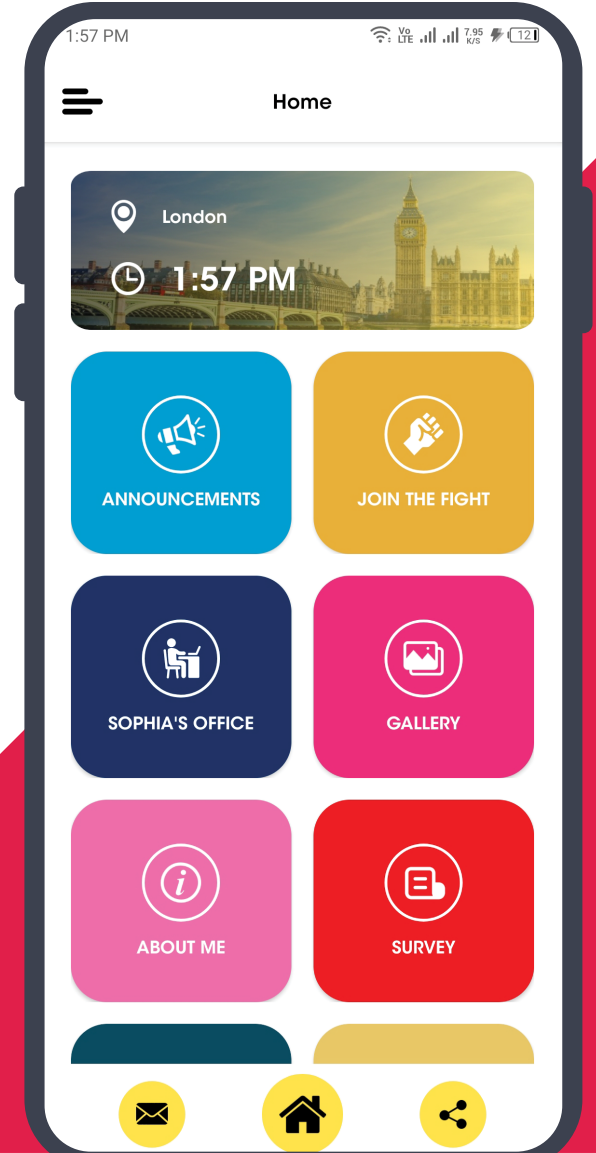 1:57 PM
Vo LTE 7.95 K/S 12
Home
London
1:57 PM
ANNOUNCEMENTS
JOIN THE FIGHT
SOPHIA'S OFFICE
GALLERY
i
ABOUT ME
SURVEY